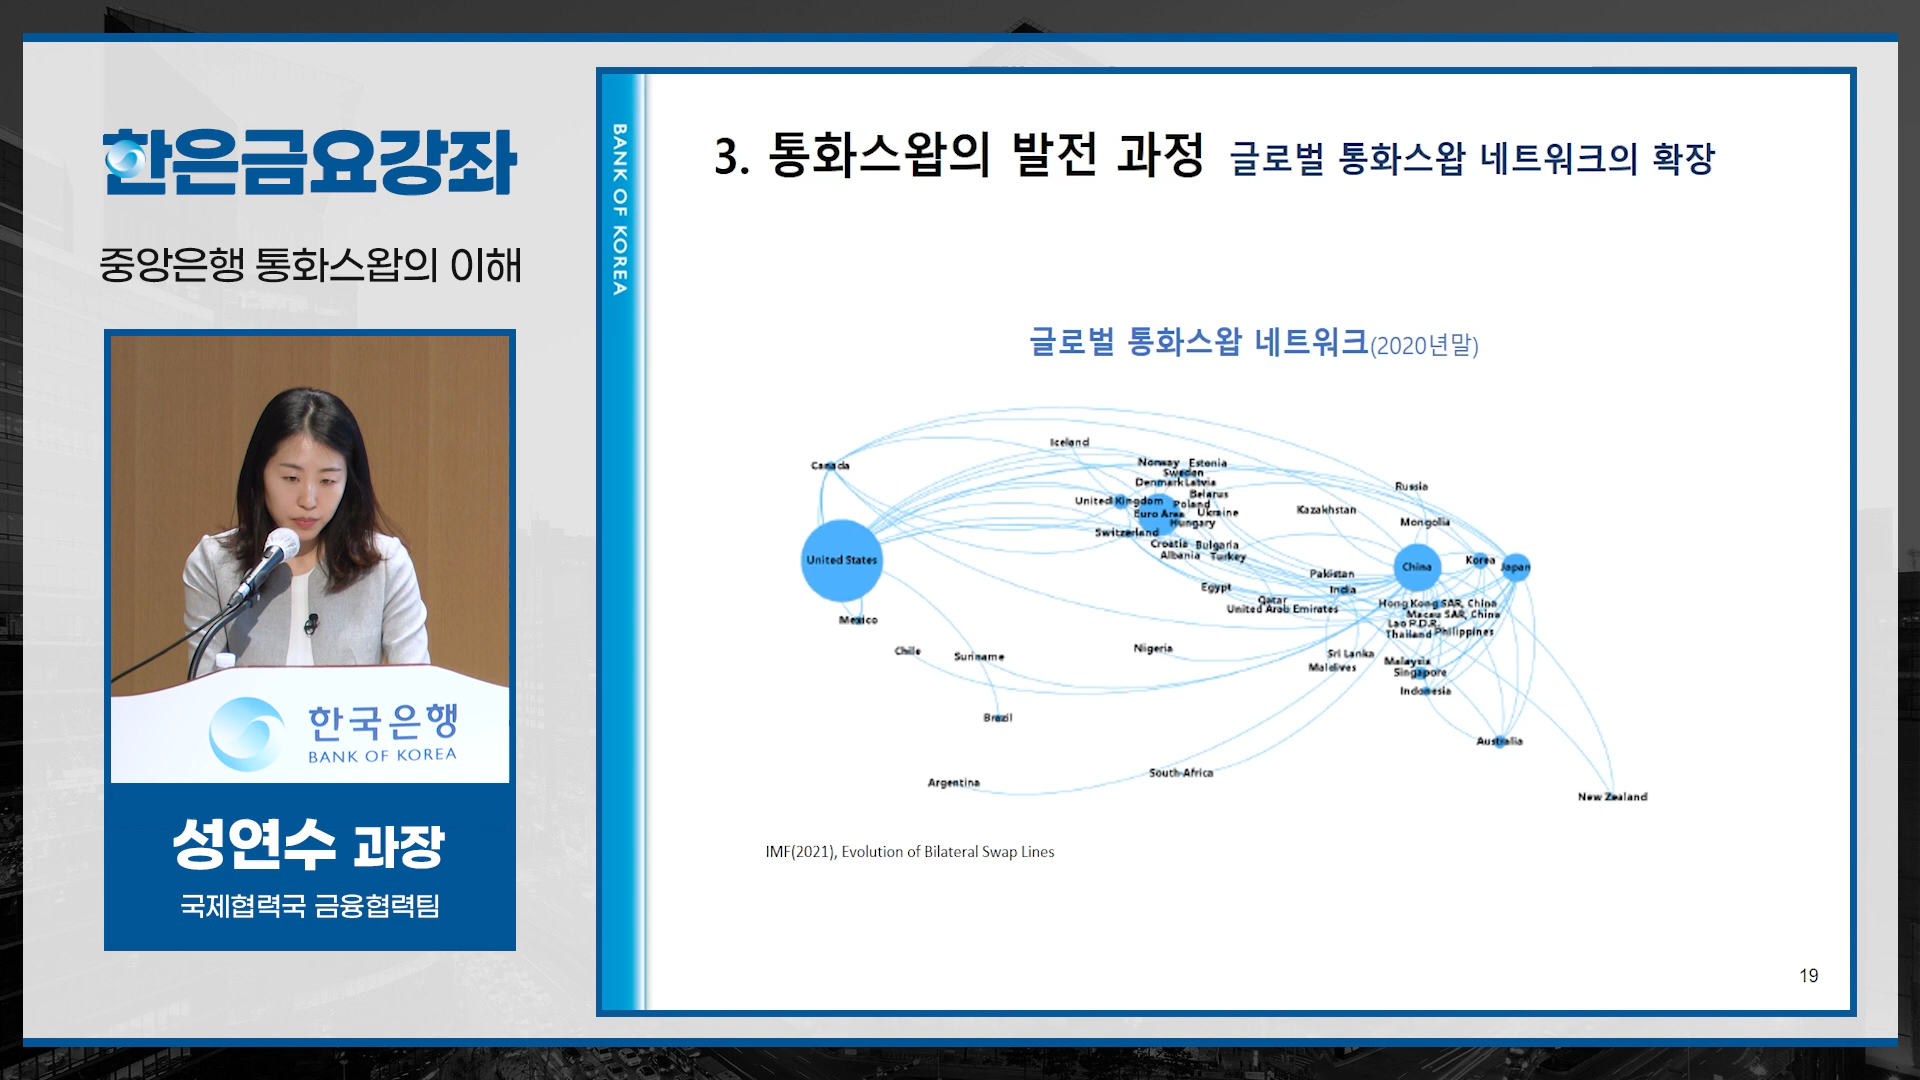 한은금요강좌
중앙은행 통화스왑의 이해
한국은행
BANK OF KOREA
성연수 과장
국제협력국 금융협력팀
BANK OF KOREA
3. 통화스왑의 발전 과정 글로벌 통화스왑 네트워크의 확장
글로벌 통화스왑 네트워크(2020년말)
Iceland
Canada
Norway Estonia
Sweden
Denmark Latvia
Belarus
United Kingdom Poland
Euro Area Ukraine
Hungary
Switzerland
Croatia Bulgaria
Albania Turkey
Russia
Kazakhstan
Mongolia
United States
China
Korea
Japan
Pakistan
India
Egypt
Qatar
United Arab Emirates
Hong Kong SAR, China
Macau SAR, China
Lao P.D.R.
Thailand Philippines
Mexico
Chile
Suriname
Nigeria
Sri Lanka
Maldives
Malaysia
Singapore
Indonesia
Brazil
Australia
Argentina
South Africa
New Zealand
IMF(2021), Evolution of Bilateral Swap Lines
19